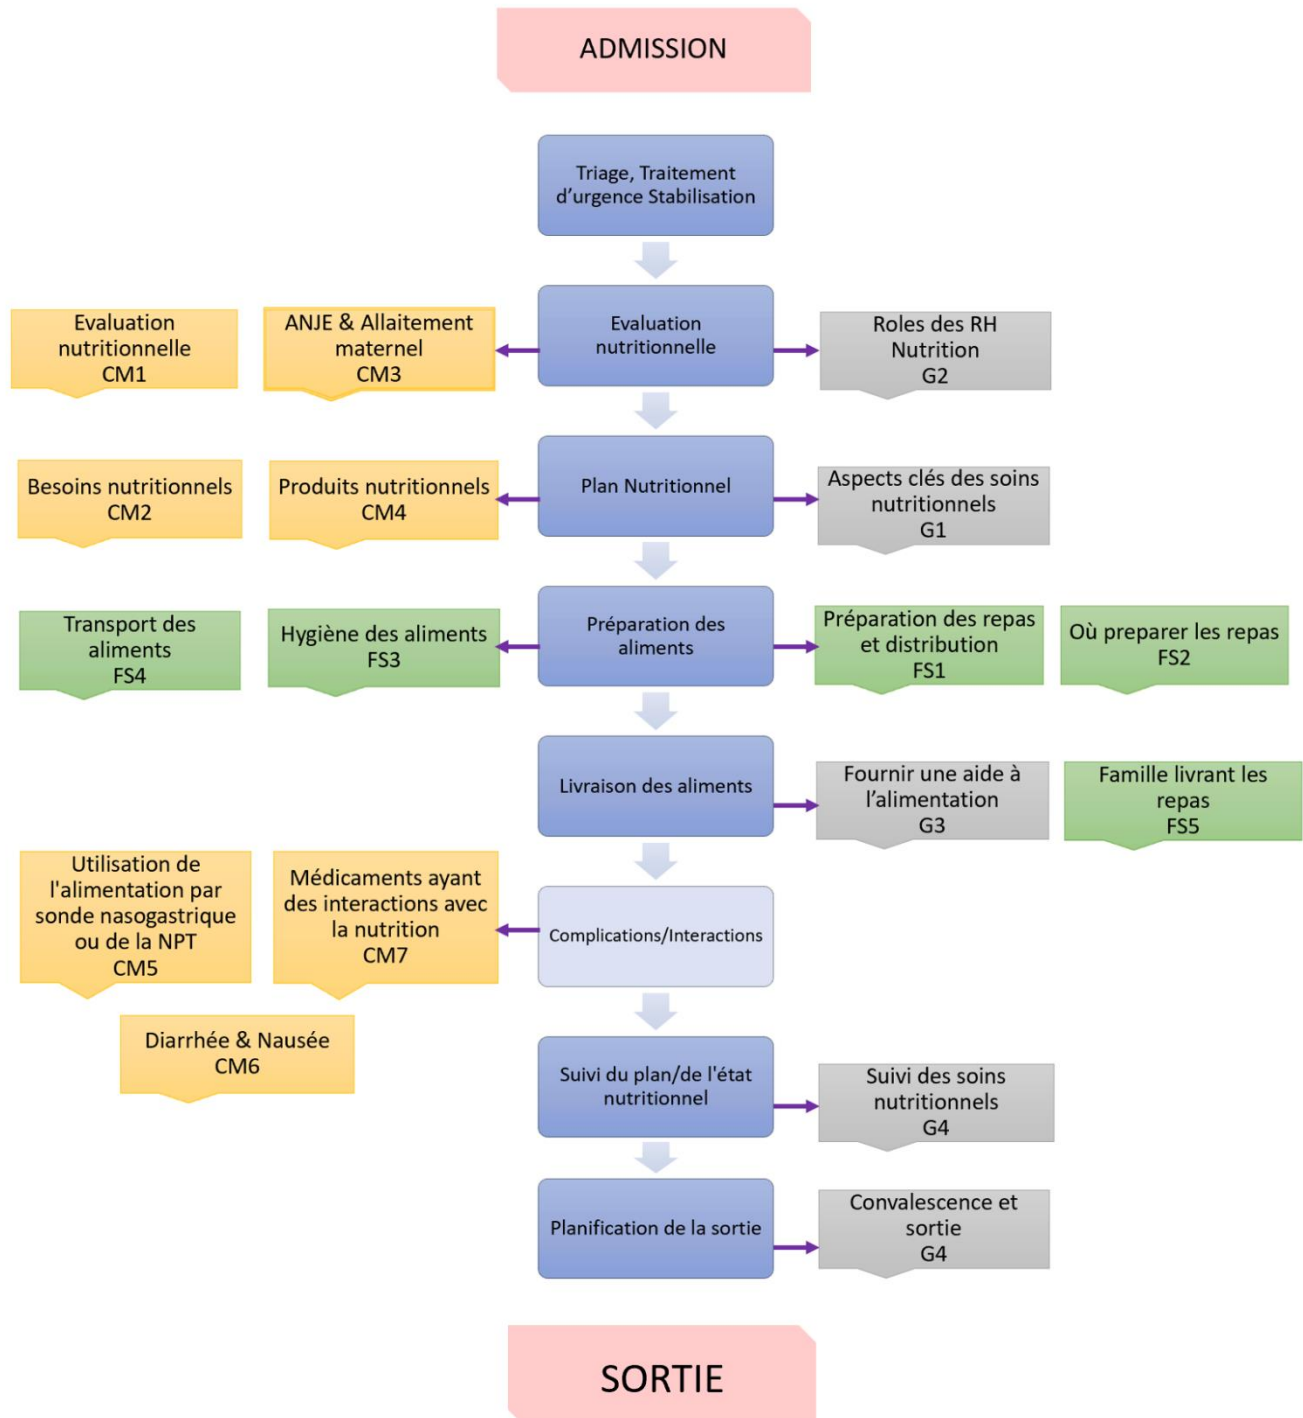 ADMISSION
Triage, Traitement
d’urgence Stabilisation
Evaluation
nutritionnelle
CM1
ANJE & Allaitement
maternel
CM3
Evaluation
nutritionnelle
Roles des RH
Nutrition
G2
Besoins nutritionnels
CM2
Produits nutritionnels
CM4
Plan Nutritionnel
Aspects clés des soins
nutritionnels
G1
Transport des
aliments
FS4
Hygiène des aliments
FS3
Préparation des
aliments
Préparation des repas
et distribution
FS1
Où preparer les repas
FS2
Livraison des aliments
Fournir une aide à
l’alimentation
G3
Famille livrant les
repas
FS5
Utilisation de
l'alimentation par
sonde nasogastrique
ou de la NPT
CM5
Médicaments ayant
des interactions avec
la nutrition
CM7
Complications/Interactions
Diarrhée & Nausée
CM6
Suivi du plan/de l'état
nutritionnel
Suivi des soins
nutritionnels
G4
Planification de la sortie
Convalescence et
sortie
G4
SORTIE